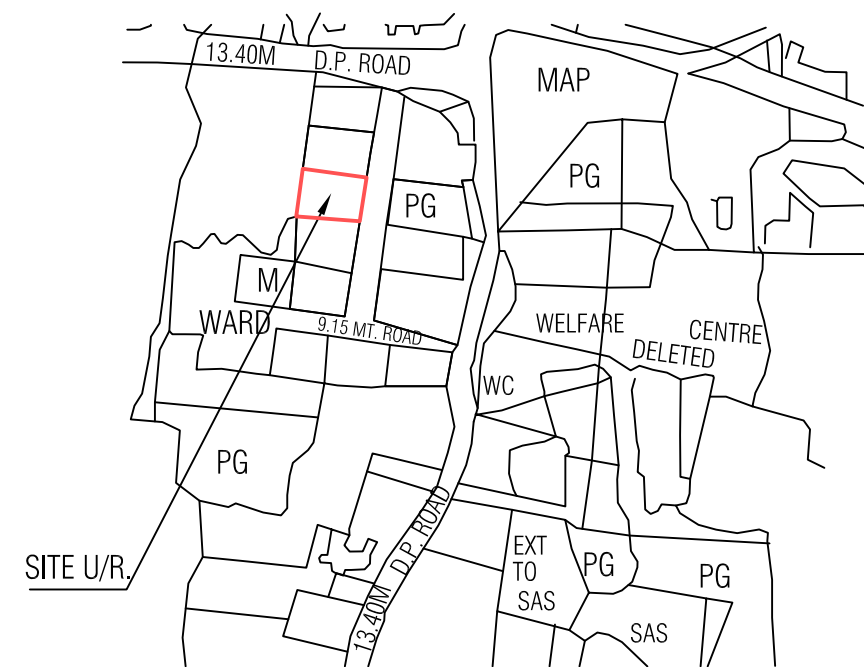 13.40M D.P. ROAD
MAP
PG
PG
M
WARD
9.15 MT. ROAD
WELFARE CENTRE
DELETED
WC
PG
SITE U/R.
13.40M D.P. ROAD
EXT
TO
SAS
PG
PG
SAS